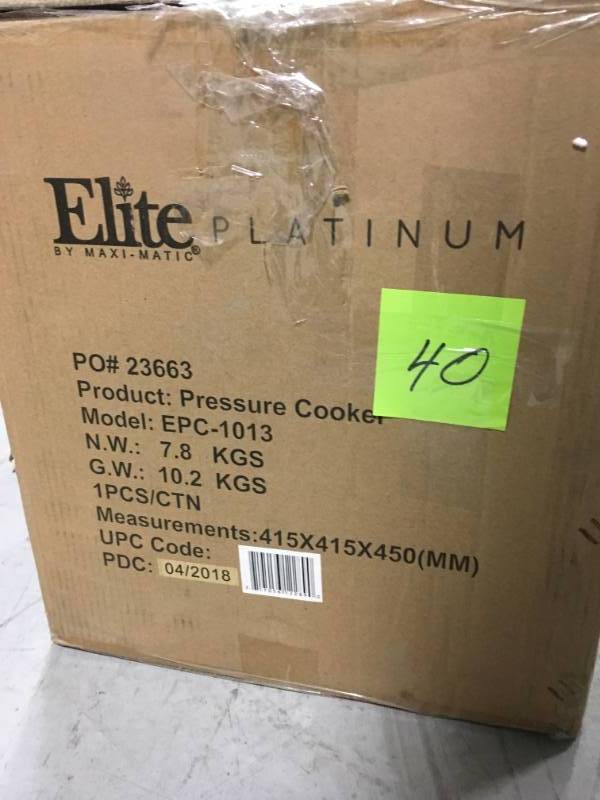 Elite PLATINUM
BY MAXI-MATIC®
40
PO# 23663
Product: Pressure Cooker
Model: EPC-1013
N.W.: 7.8 KGS
G.W.: 10.2 KGS
1PCS/CTN
Measurements:415X415X450(MM)
UPC Code:
PDC: 04/2018